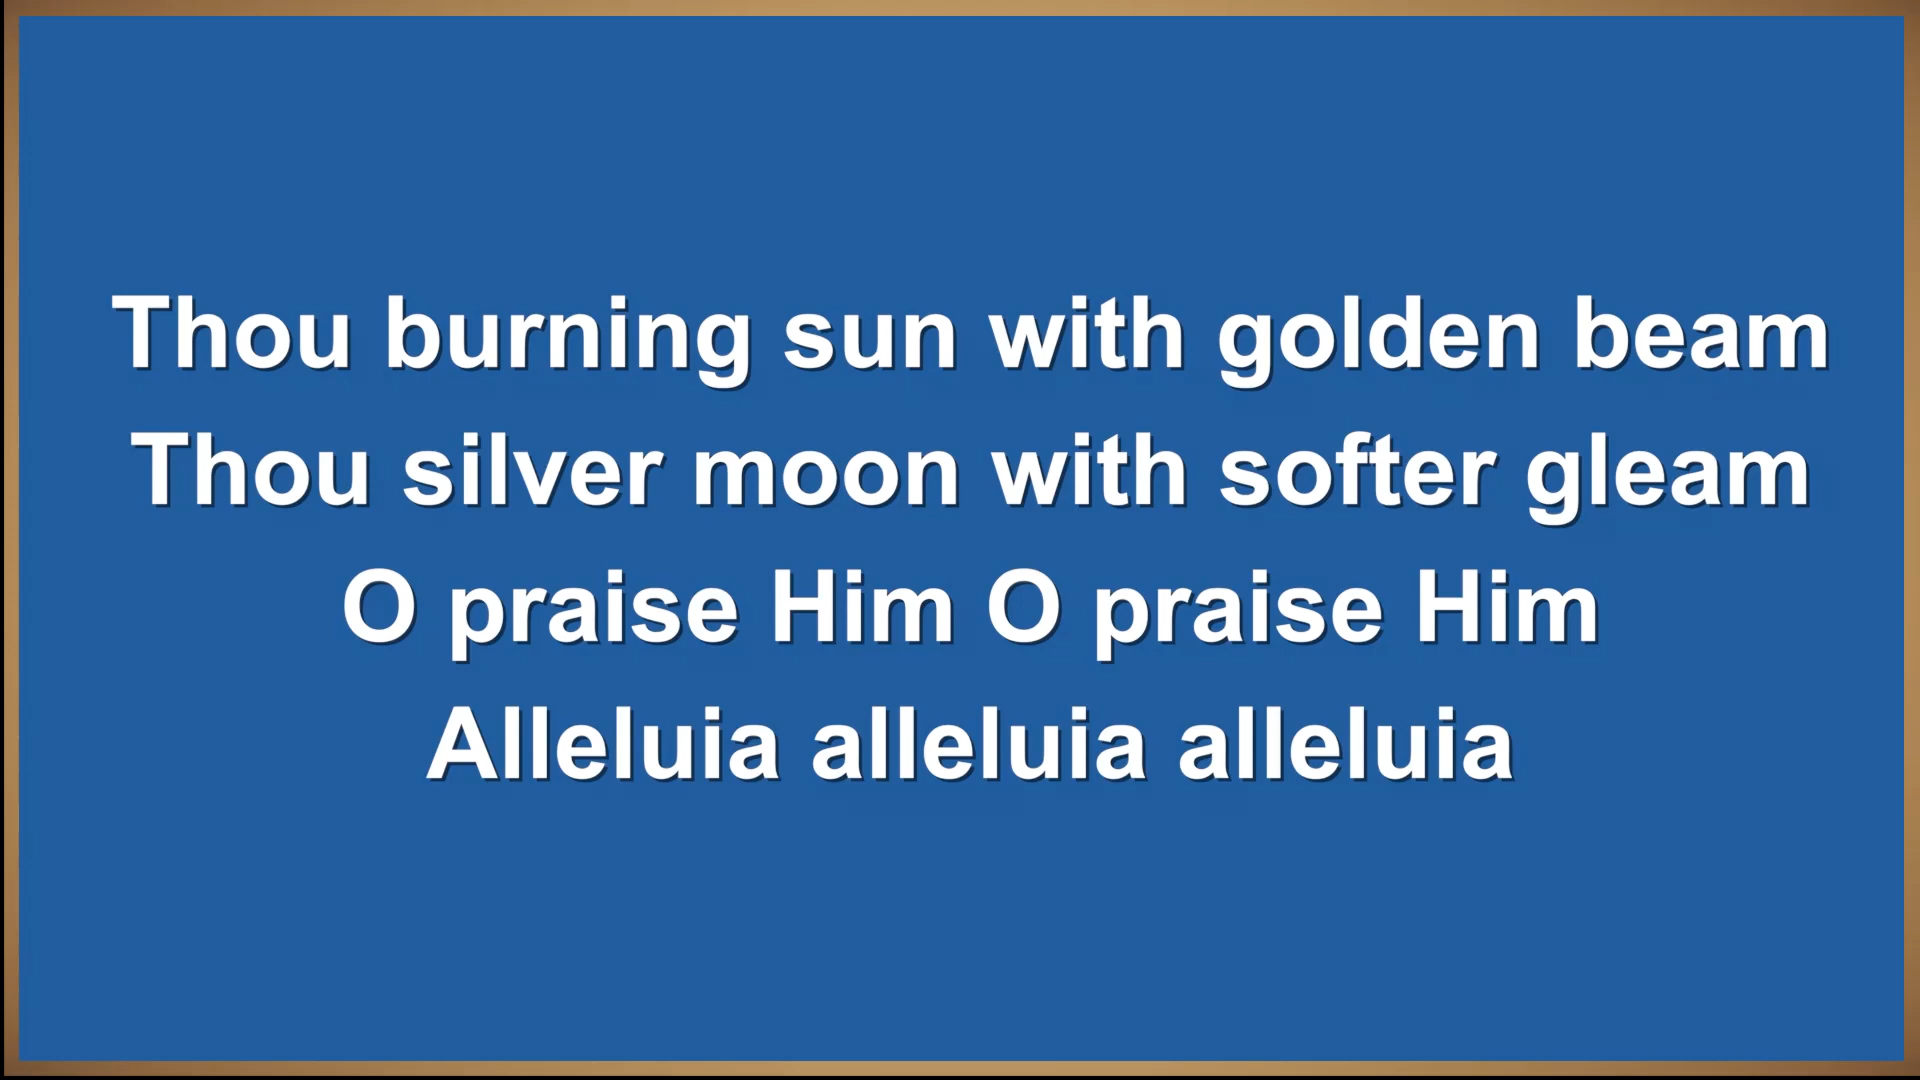 Thou burning sun with golden beam
Thou silver moon with softer gleam
O praise Him O praise Him
Alleluia alleluia alleluia